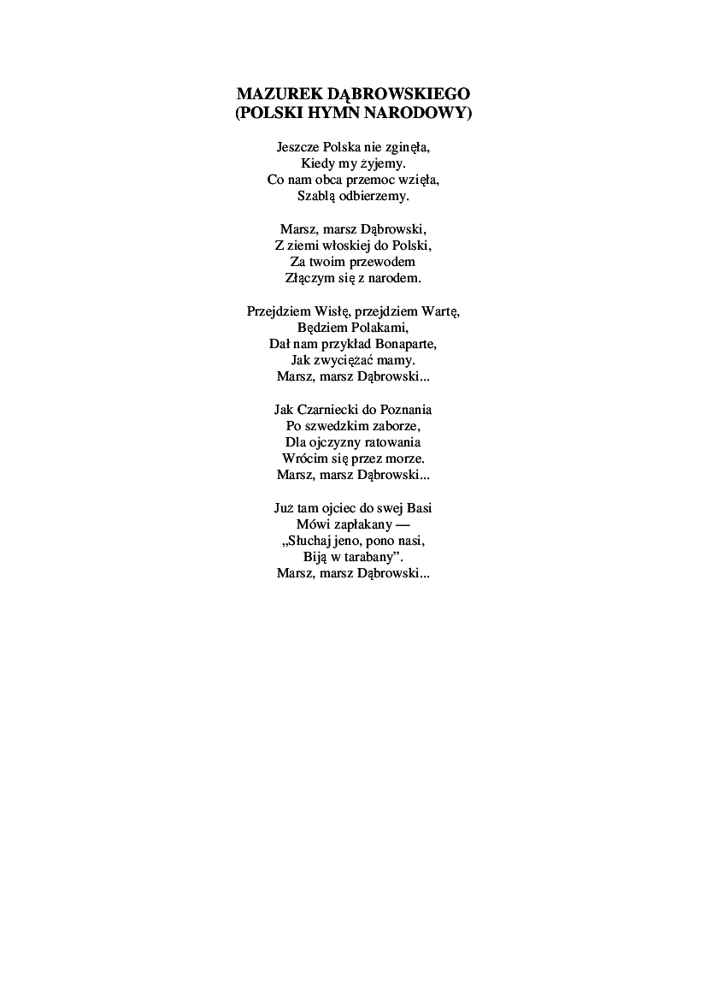 MAZUREK DĄBROWSKIEGO
(POLSKI HYMN NARODOWY)
Jeszcze Polska nie zginęła,
Kiedy my żyjemy.
Co nam obca przemoc wzięła,
Szablą odbierzemy.
Marsz, marsz Dąbrowski,
Z ziemi włoskiej do Polski,
Za twoim przewodem
Złączym się z narodem.
Przejdziem Wisłę, przejdziem Wartę,
Będziem Polakami,
Dał nam przykład Bonaparte,
Jak zwyciężać mamy.
Marsz, marsz Dąbrowski...
Jak Czarniecki do Poznania
Po szwedzkim zaborze,
Dla ojczyzny ratowania
Wrócim się przez morze.
Marsz, marsz Dąbrowski...
Już tam ojciec do swej Basi
Mówi zapłakany —
„Słuchaj jeno, pono nasi,
Biją w tarabany”.
Marsz, marsz Dąbrowski...